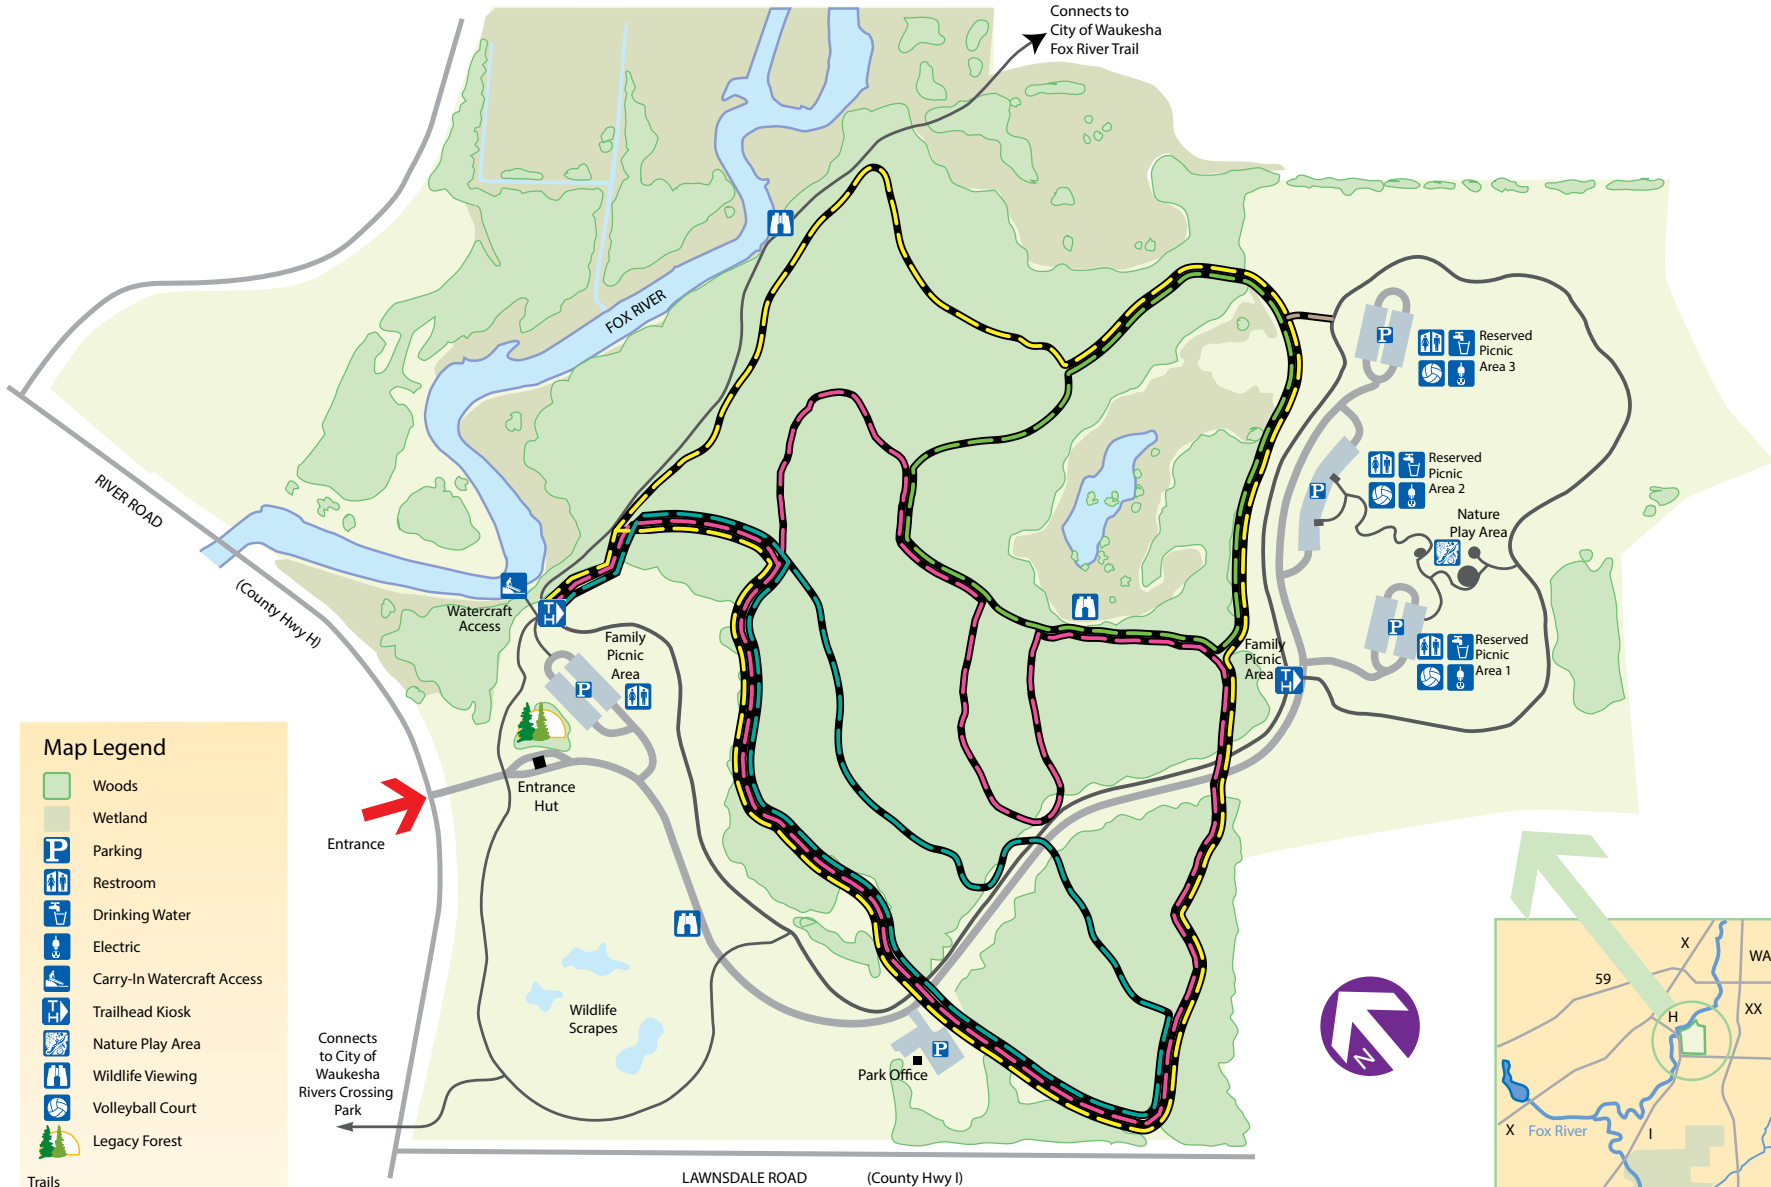 Connects to
City of Waukesha
Fox River Trail
FOX RIVER
RIVER ROAD
(County Hwy H)
Watercraft
Access
T
H
Family
Picnic
Area
P
Entrance
Hut
Entrance
P
Reserved
Picnic
Area 3
P
Reserved
Picnic
Area 2
Nature
Play Area
P
Reserved
Picnic
Area 1
Family
Picnic
Area
T
H
Wildlife
Scrapes
Connects
to City of
Waukesha
Rivers Crossing
Park
P
Park Office
LAWNSDALE ROAD (County Hwy I)
N
Map Legend
Woods
Wetland
P Parking
Restroom
Drinking Water
Electric
Carry-In Watercraft Access
T
H
Trailhead Kiosk
Nature Play Area
Wildlife Viewing
Volleyball Court
Legacy Forest
Trails
X
WA
59
XX
H
X
Fox River
I